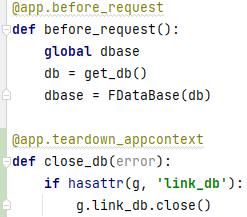 @app.before_request
def before_request():
    global dbase
    db = get_db()
    dbase = FDataBase(db)

@app.teardown_appcontext
def close_db(error):
    if hasattr(g, 'link_db'):
        g.link_db.close()